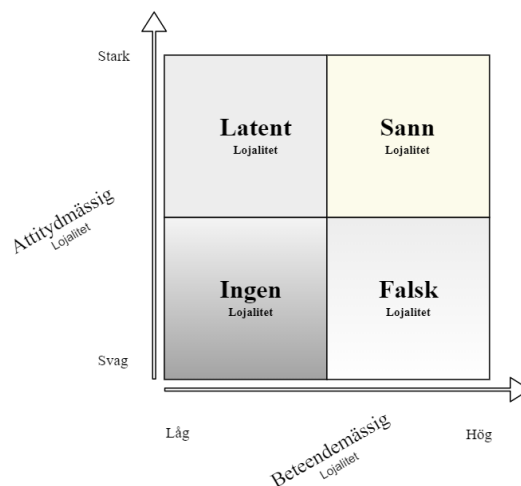 Stark
Latent
Lojalitet
Sann
Lojalitet
Attitydmässig
Lojalitet
Ingen
Lojalitet
Falsk
Lojalitet
Svag
Låg
Hög
Beteendemässig
Lojalitet